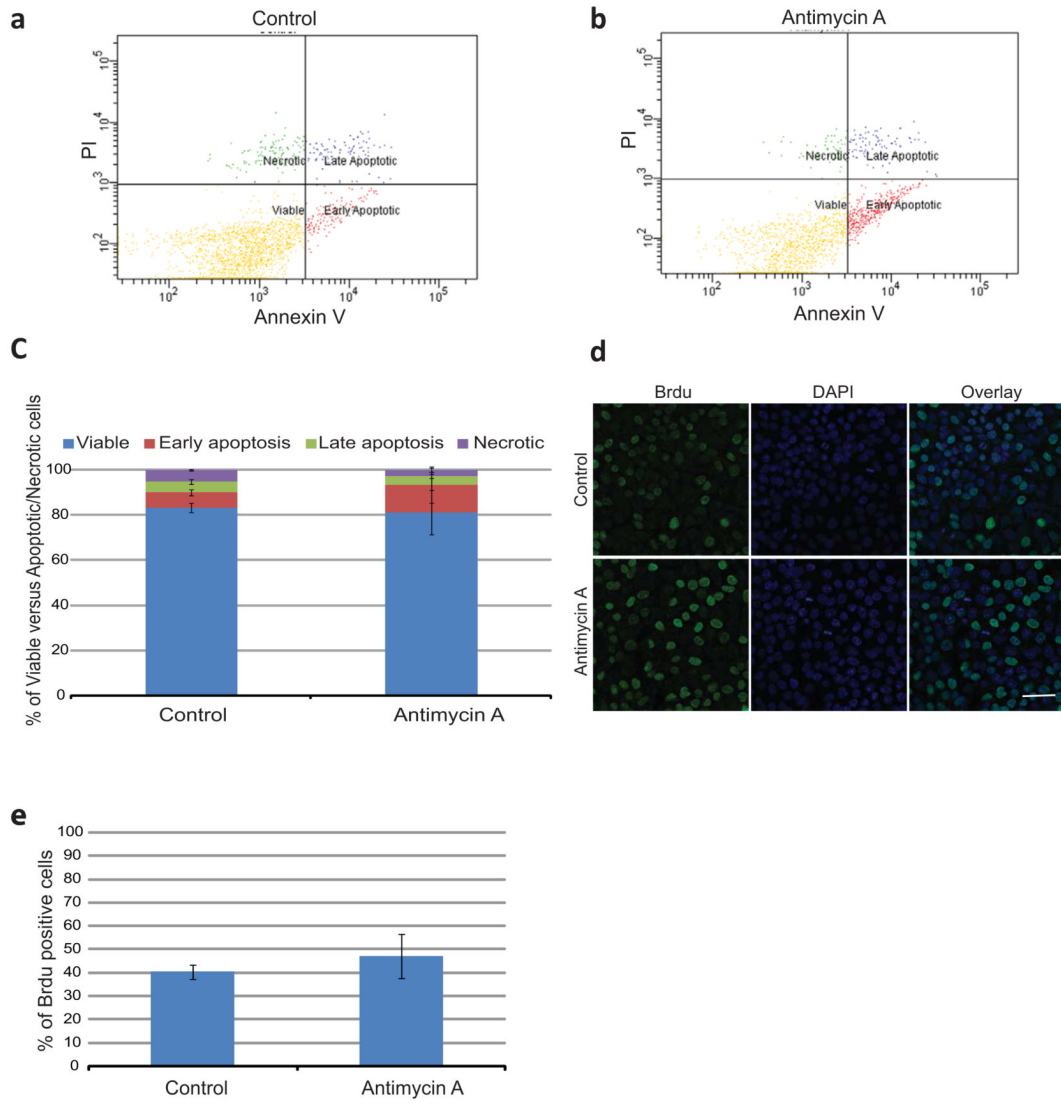 a
Control
PI
10^5
10^4
10^3
10^2
Necrotic
Late Apoptotic
Viable
Early Apoptotic
10^2 10^3 10^4 10^5
Annexin V
b
Antimycin A
PI
10^5
10^4
10^3
10^2
Necrotic
Late Apoptotic
Viable
Early Apoptotic
10^2 10^3 10^4 10^5
Annexin V
C
% of Viable versus Apoptotic/Necrotic cells
Viable Early apoptosis Late apoptosis Necrotic
100
80
60
40
20
0
Control Antimycin A
d
Brdu DAPI Overlay
Control
Antimycin A
e
% of Brdu positive cells
100
90
80
70
60
50
40
30
20
10
0
Control Antimycin A